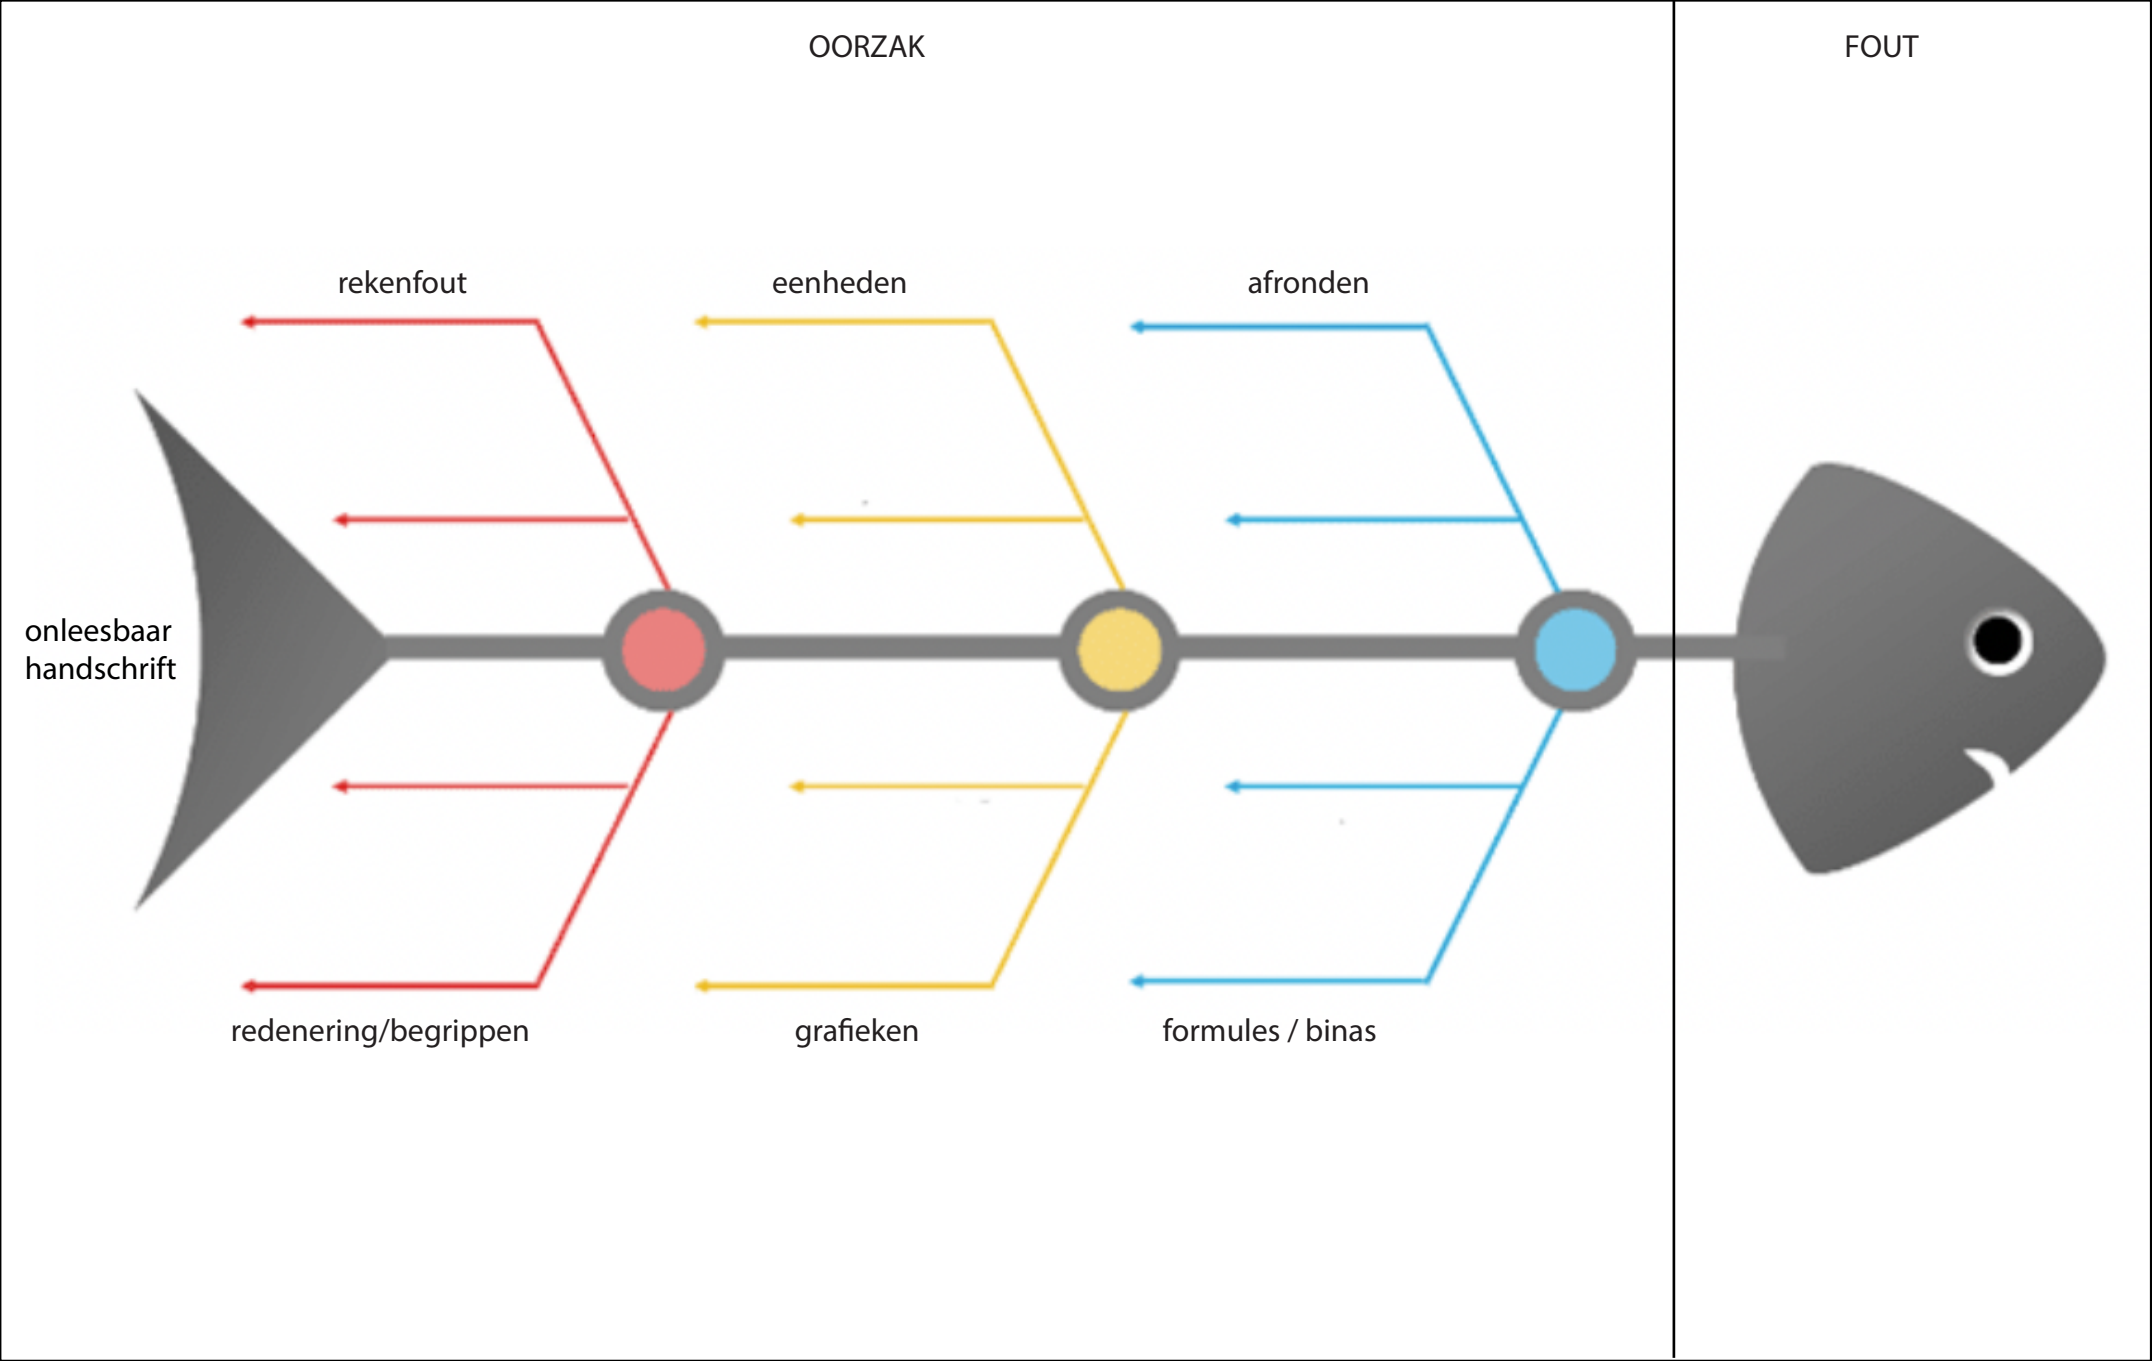 OORZAK
FOUT
rekenfout
eenheden
afronden
onleesbaar
handschrift
redenering/begrippen
grafieken
formules / binas